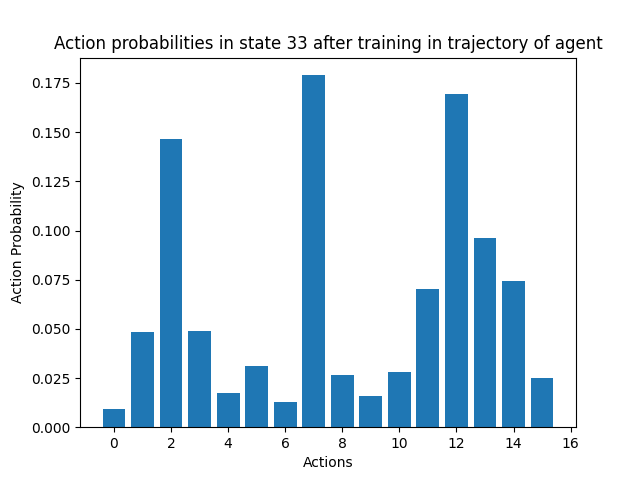 Action probabilities in state 33 after training in trajectory of agent
0.175
0.150
0.125
0.100
0.075
0.050
0.025
0.000
Action Probability
0 2 4 6 8 10 12 14 16
Actions